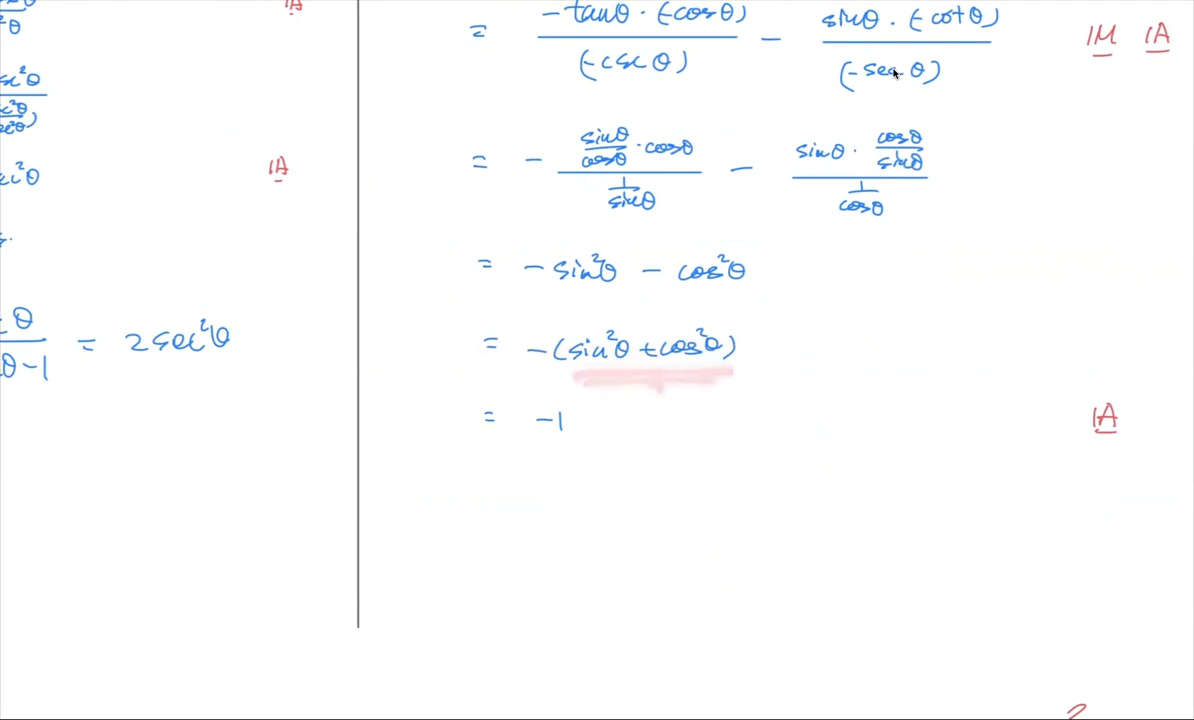 θ = 2sec²θ
θ-1
1A
1A
= -tanθ · (-cosθ) / (-cscθ) - sinθ · (-cotθ) / (-secθ) 1M 1A
= - (sinθ/cosθ · cosθ) / (1/sinθ) - (sinθ · cosθ/sinθ) / (1/cosθ)
= -sin²θ - cos²θ
= -(sin²θ + cos²θ)
= -1 1A